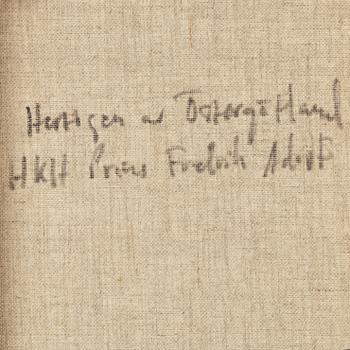 Hertigen av Östergötland
HKH Prins Fredrik Adolf